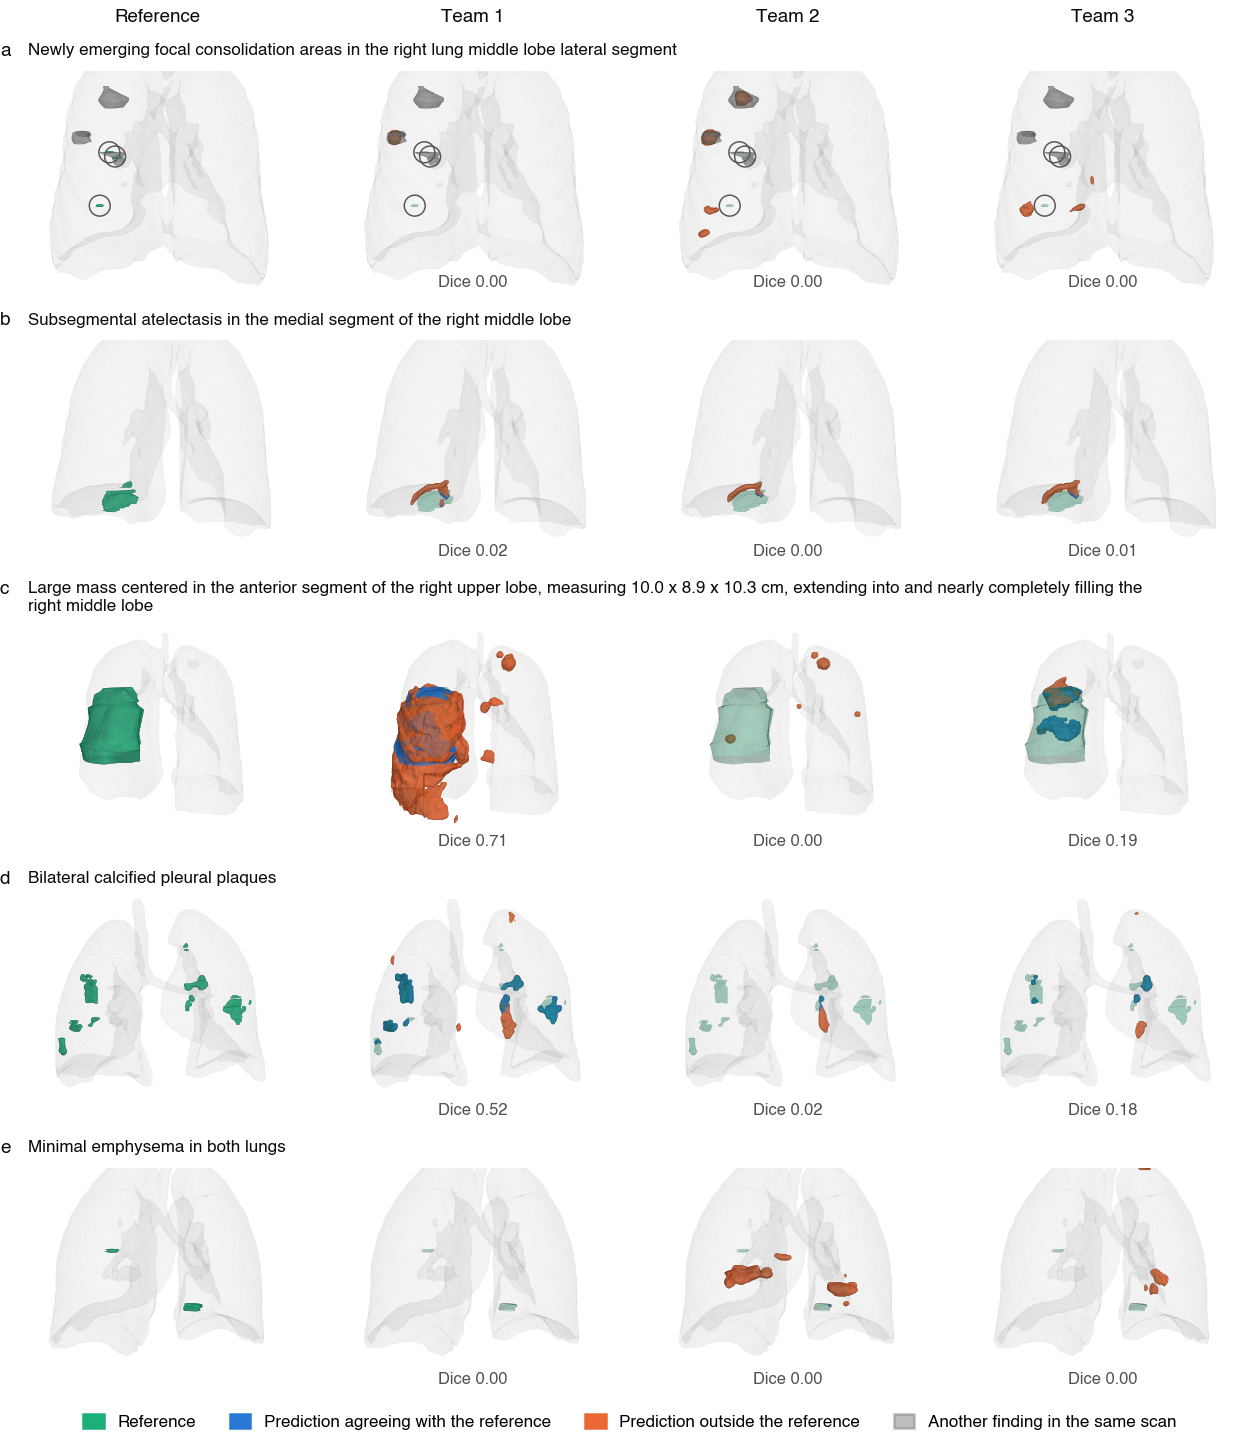 Reference Team 1 Team 2 Team 3
a Newly emerging focal consolidation areas in the right lung middle lobe lateral segment
Dice 0.00 Dice 0.00 Dice 0.00
b Subsegmental atelectasis in the medial segment of the right middle lobe
Dice 0.02 Dice 0.00 Dice 0.01
c Large mass centered in the anterior segment of the right upper lobe, measuring 10.0 x 8.9 x 10.3 cm, extending into and nearly completely filling the
right middle lobe
Dice 0.71 Dice 0.00 Dice 0.19
d Bilateral calcified pleural plaques
Dice 0.52 Dice 0.02 Dice 0.18
e Minimal emphysema in both lungs
Dice 0.00 Dice 0.00 Dice 0.00
Reference Prediction agreeing with the reference Prediction outside the reference Another finding in the same scan